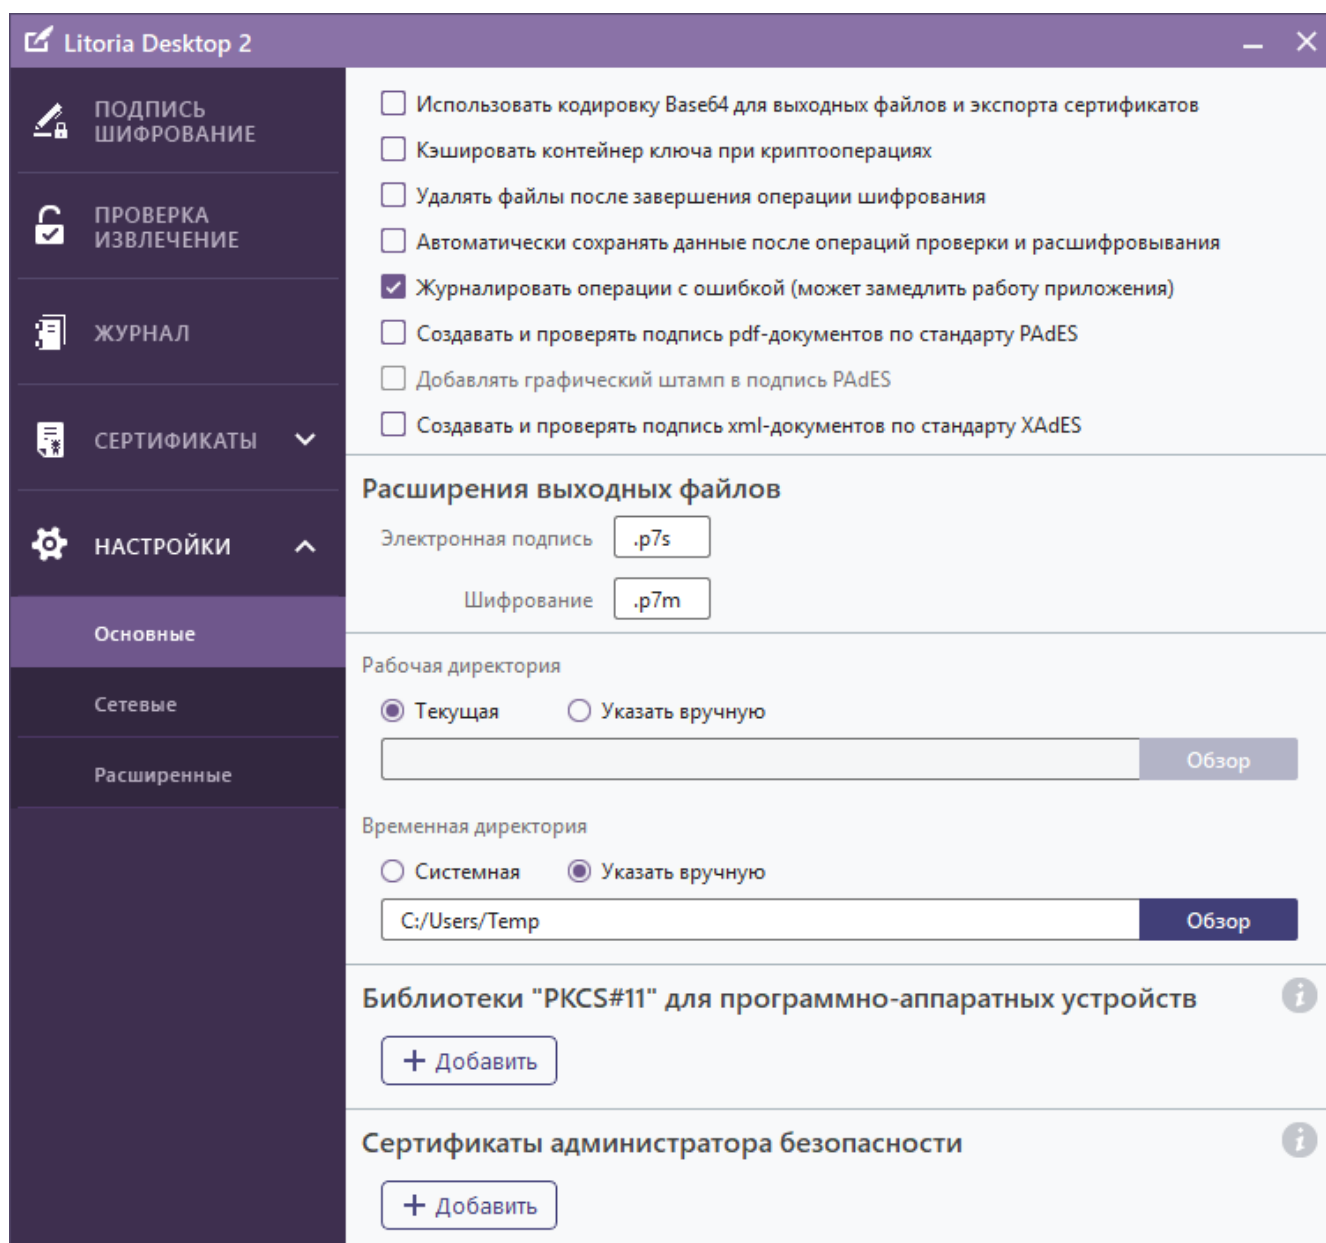 Litoria Desktop 2
ПОДПИСЬ
ШИФРОВАНИЕ
ПРОВЕРКА
ИЗВЛЕЧЕНИЕ
ЖУРНАЛ
СЕРТИФИКАТЫ
НАСТРОЙКИ
Основные
Сетевые
Расширенные
Использовать кодировку Base64 для выходных файлов и экспорта сертификатов
Кэшировать контейнер ключа при криптооперациях
Удалять файлы после завершения операции шифрования
Автоматически сохранять данные после операций проверки и расшифровывания
Журналировать операции с ошибкой (может замедлить работу приложения)
Создавать и проверять подпись pdf-документов по стандарту PAdES
Добавлять графический штамп в подпись PAdES
Создавать и проверять подпись xml-документов по стандарту XAdES
Расширения выходных файлов
Электронная подпись .p7s
Шифрование .p7m
Рабочая директория
Текущая Указать вручную
Обзор
Временная директория
Системная Указать вручную
C:/Users/Temp Обзор
Библиотеки "PKCS#11" для программно-аппаратных устройств
+ Добавить
Сертификаты администратора безопасности
+ Добавить